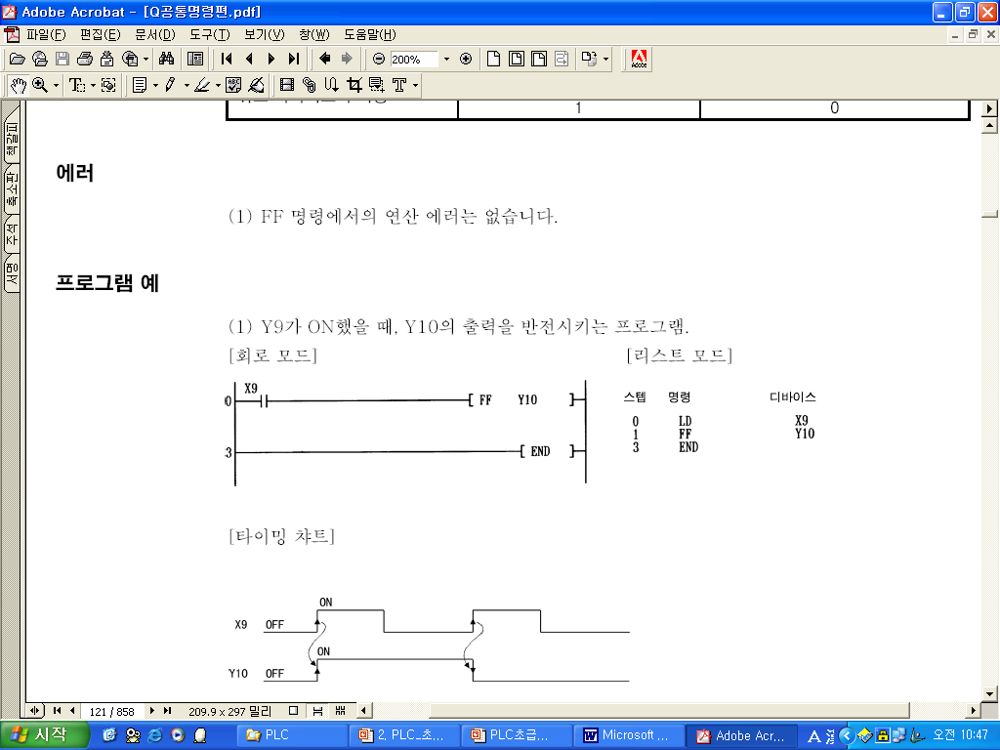 Adobe Acrobat - [Q공통명령편.pdf]
파일(F) 편집(E) 문서(D) 도구(T) 보기(V) 창(W) 도움말(H)
200%
Adobe
책갈피
축소판
주석
서명
1 0
에러
(1) FF 명령에서의 연산 에러는 없습니다.
프로그램 예
(1) Y9가 ON했을 때, Y10의 출력을 반전시키는 프로그램.
[회로 모드] [리스트 모드]
X9
0 FF Y10
3 END
스텝 명령 디바이스
0 LD X9
1 FF Y10
3 END
[타이밍 챠트]
ON
X9 OFF
ON
Y10 OFF
121 / 858 209.9 x 297 밀리
시작 PLC 2, PLC_초... PLC초급... Microsoft ... Adobe Acr... A 오전 10:47